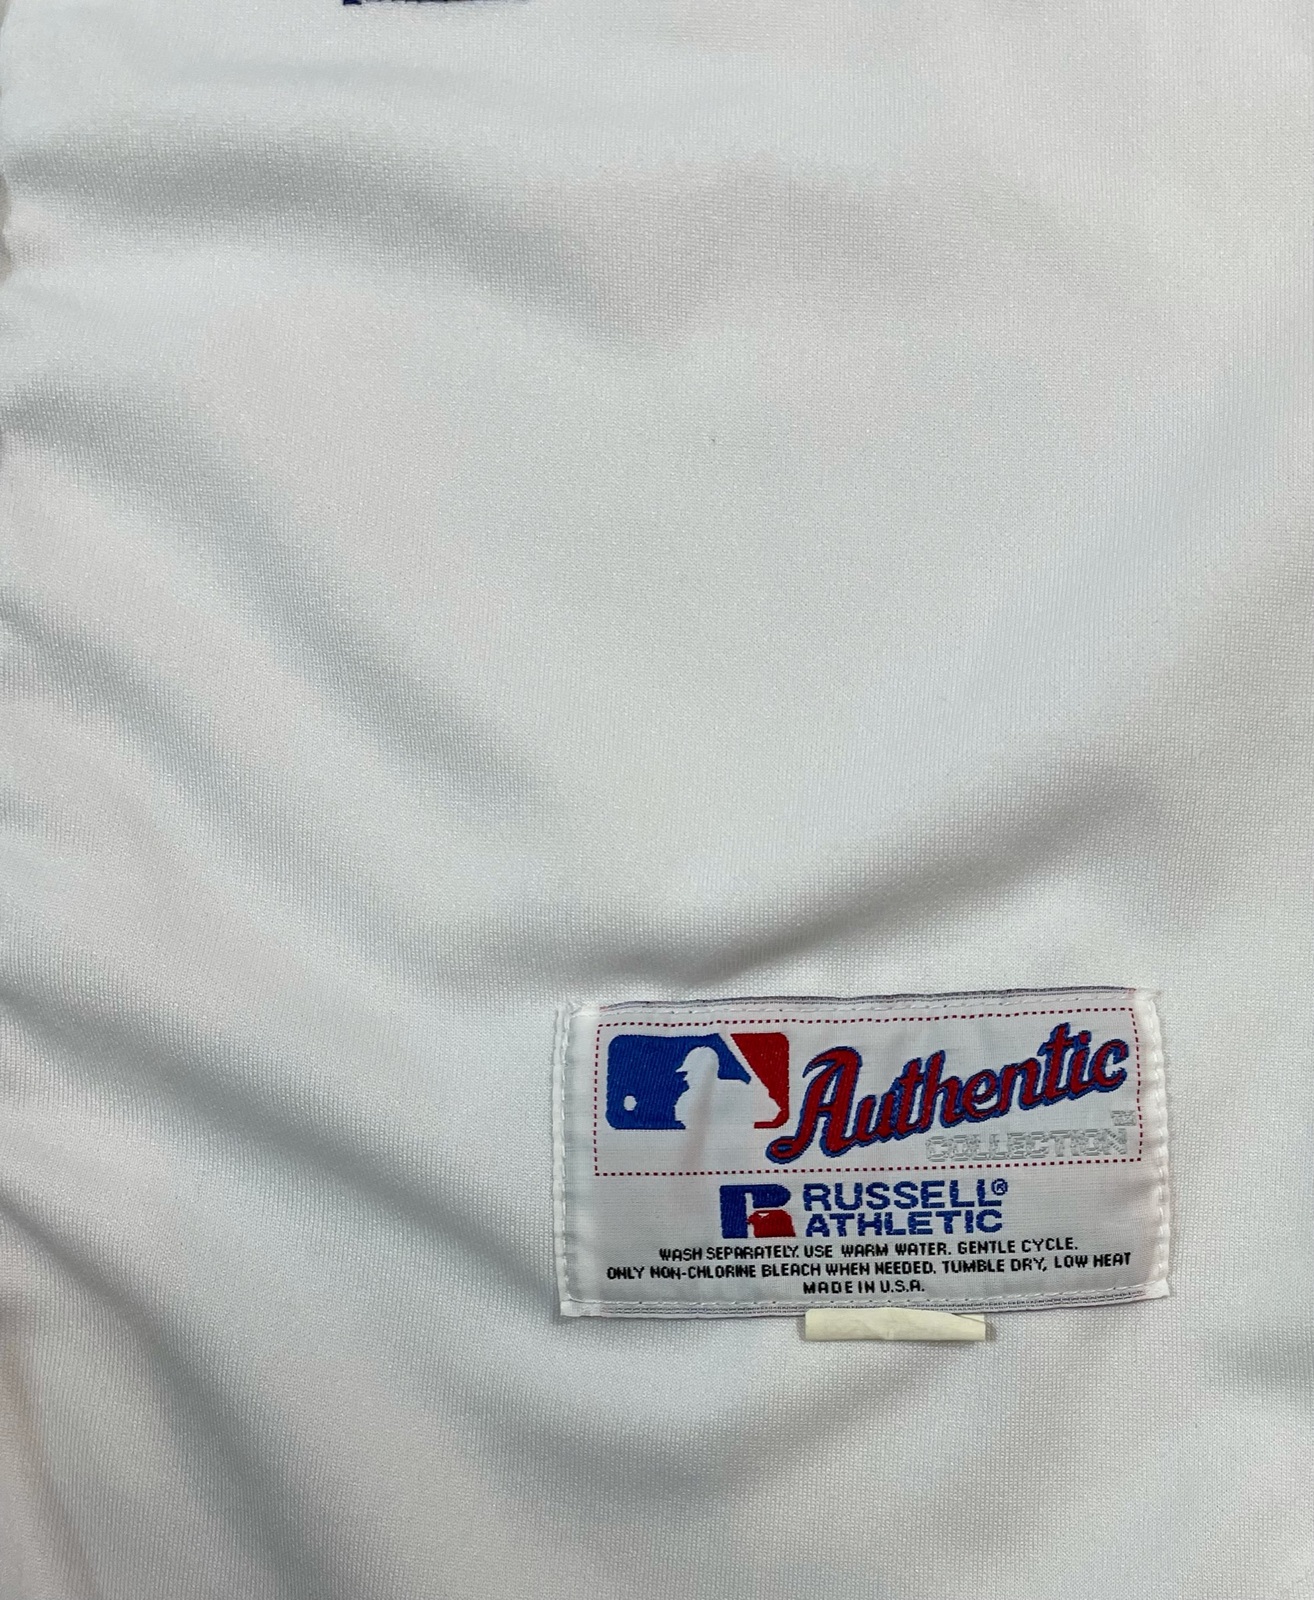 Authentic
COLLECTION™
RUSSELL®
ATHLETIC
WASH SEPARATELY. USE WARM WATER. GENTLE CYCLE.
ONLY NON-CHLORINE BLEACH WHEN NEEDED. TUMBLE DRY, LOW HEAT
MADE IN U.S.A.